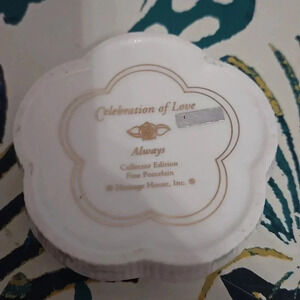 Celebration of Love
Always
Collector Edition
Fine Porcelain
© Heritage House, Inc. ®